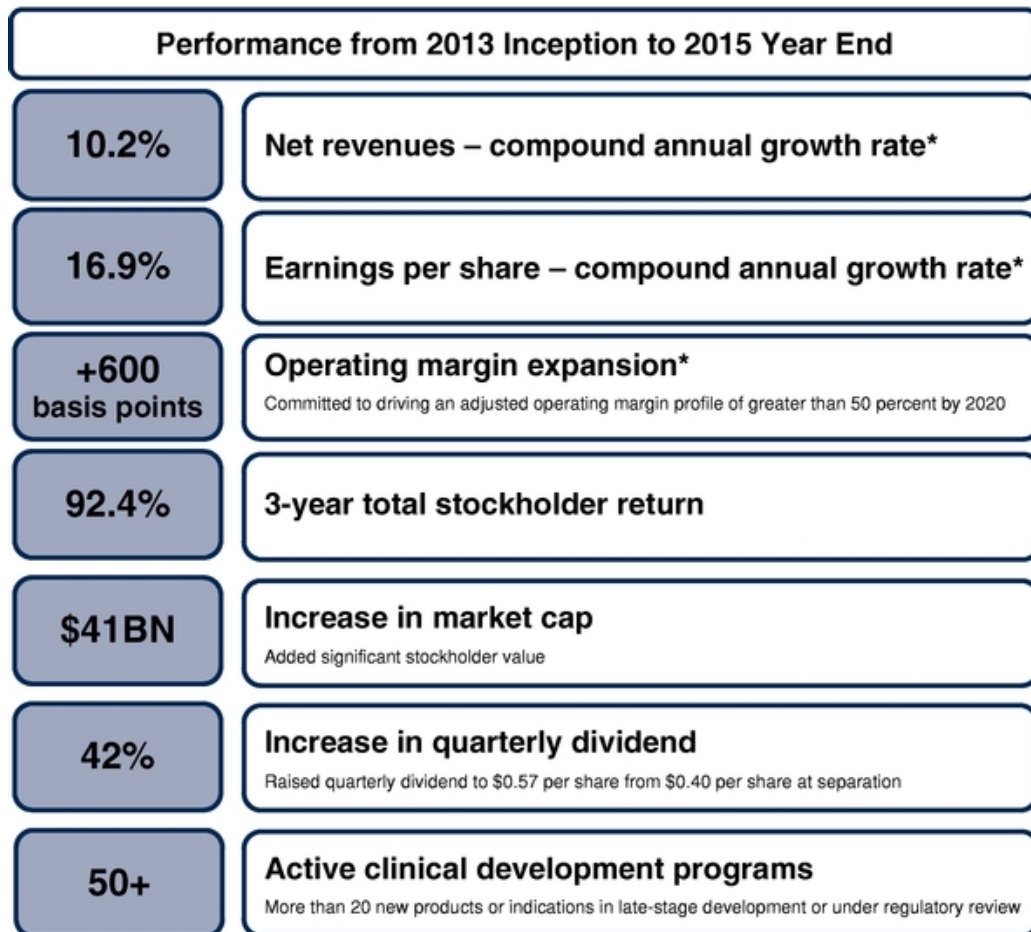 Performance from 2013 Inception to 2015 Year End
10.2%
Net revenues – compound annual growth rate*
16.9%
Earnings per share – compound annual growth rate*
+600
basis points
Operating margin expansion*
Committed to driving an adjusted operating margin profile of greater than 50 percent by 2020
92.4%
3-year total stockholder return
$41BN
Increase in market cap
Added significant stockholder value
42%
Increase in quarterly dividend
Raised quarterly dividend to $0.57 per share from $0.40 per share at separation
50+
Active clinical development programs
More than 20 new products or indications in late-stage development or under regulatory review